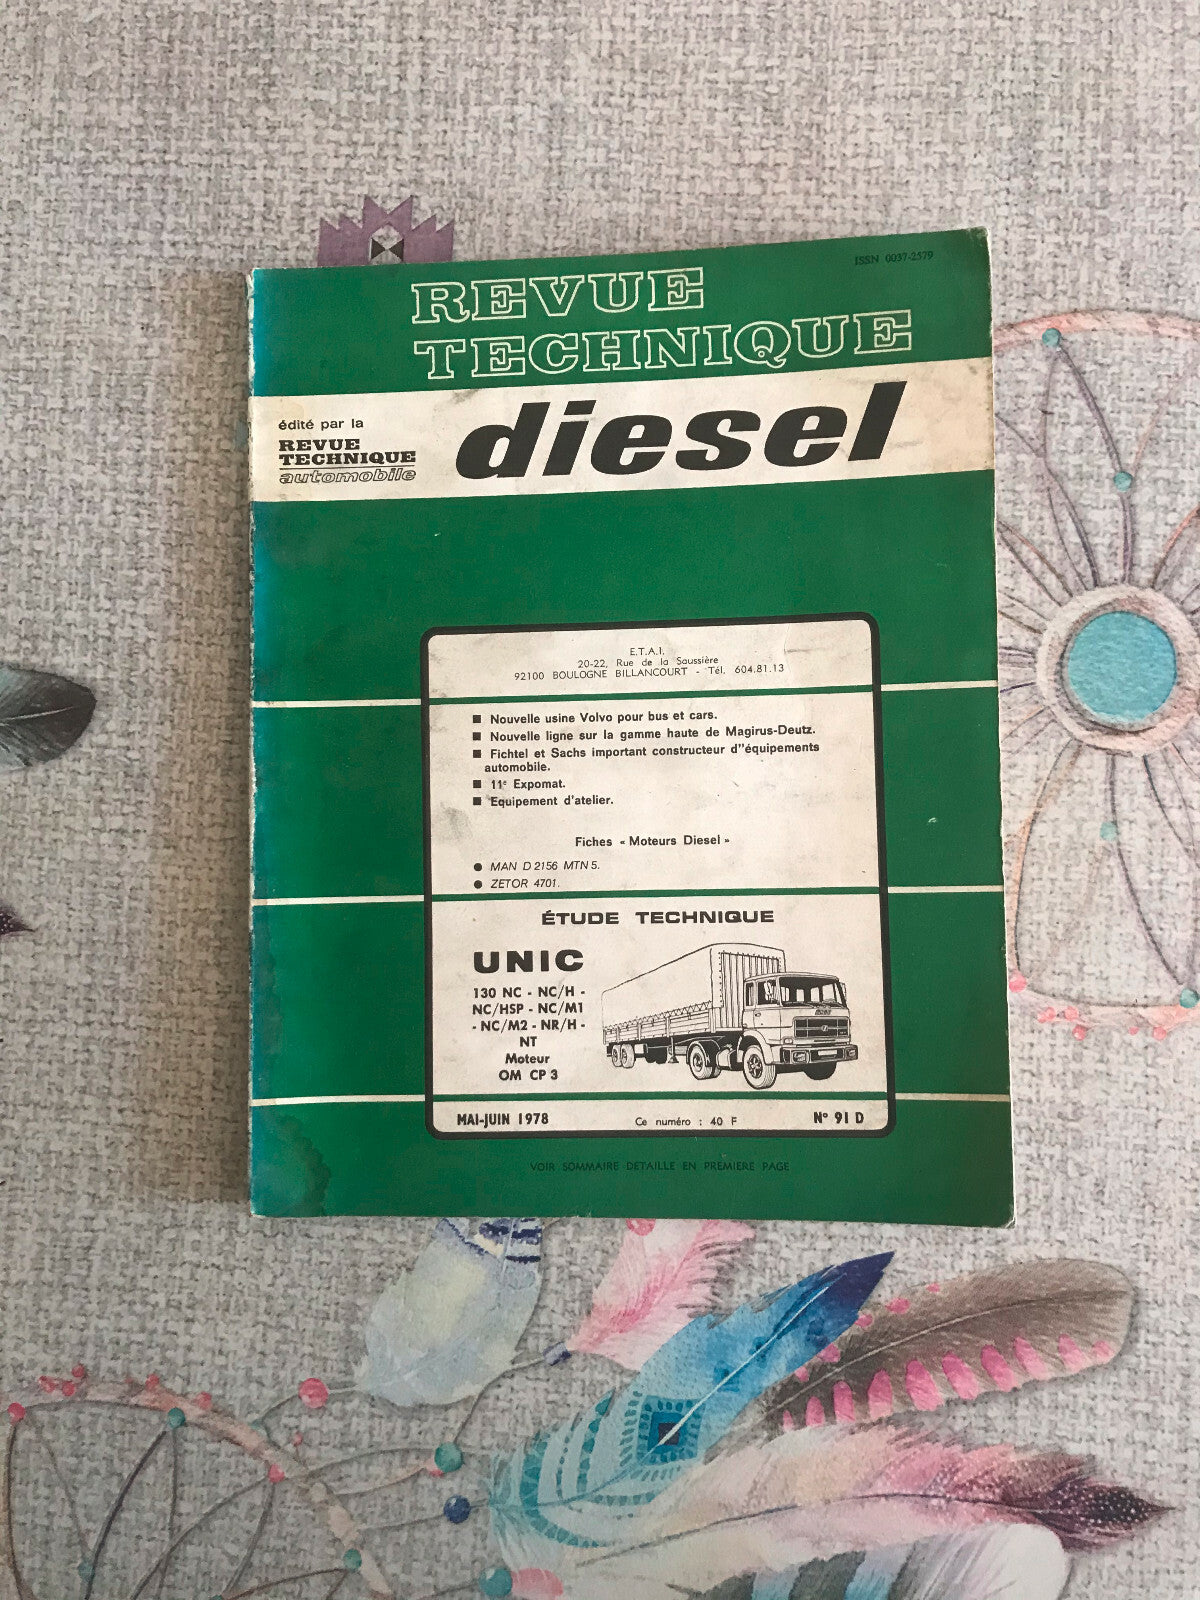 ISSN 0037-2579
REVUE
TECHNIQUE
diesel
édité par la
REVUE
TECHNIQUE
automobile
E.T.A.I.
20-22, Rue de la Saussière
92100 BOULOGNE BILLANCOURT - Tél. 604.81.13
■ Nouvelle usine Volvo pour bus et cars.
■ Nouvelle ligne sur la gamme haute de Magirus-Deutz.
■ Fichtel et Sachs important constructeur d''équipements
automobile.
■ 11e Expomat.
■ Equipement d'atelier.
Fiches « Moteurs Diesel »
● MAN D 2156 MTN 5.
● ZETOR 4701.
ÉTUDE TECHNIQUE
UNIC
130 NC - NC/H -
NC/HSP - NC/M1
- NC/M2 - NR/H -
NT
Moteur
OM CP 3
MAI-JUIN 1978 Ce numéro : 40 F N° 91 D
VOIR SOMMAIRE DETAILLE EN PREMIERE PAGE